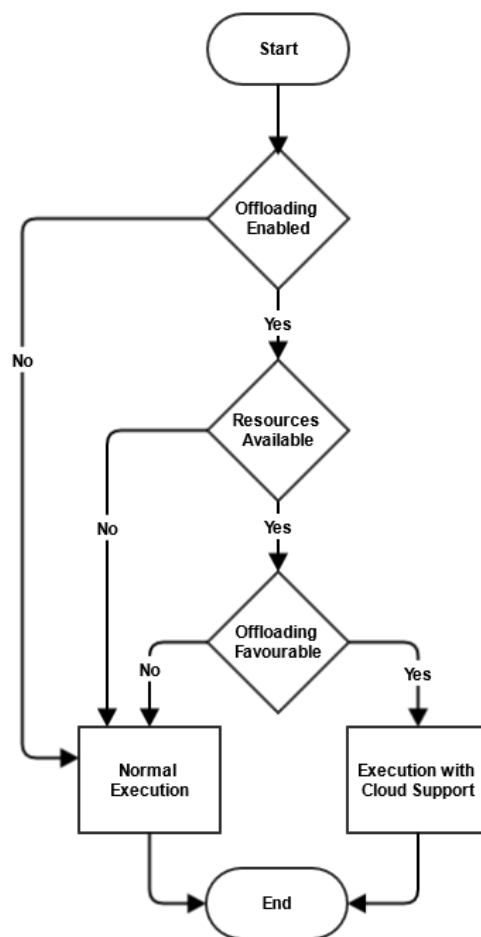 Start
Offloading
Enabled
Yes
No
Resources
Available
No
Yes
Offloading
Favourable
No
Yes
Normal
Execution
Execution with
Cloud Support
End